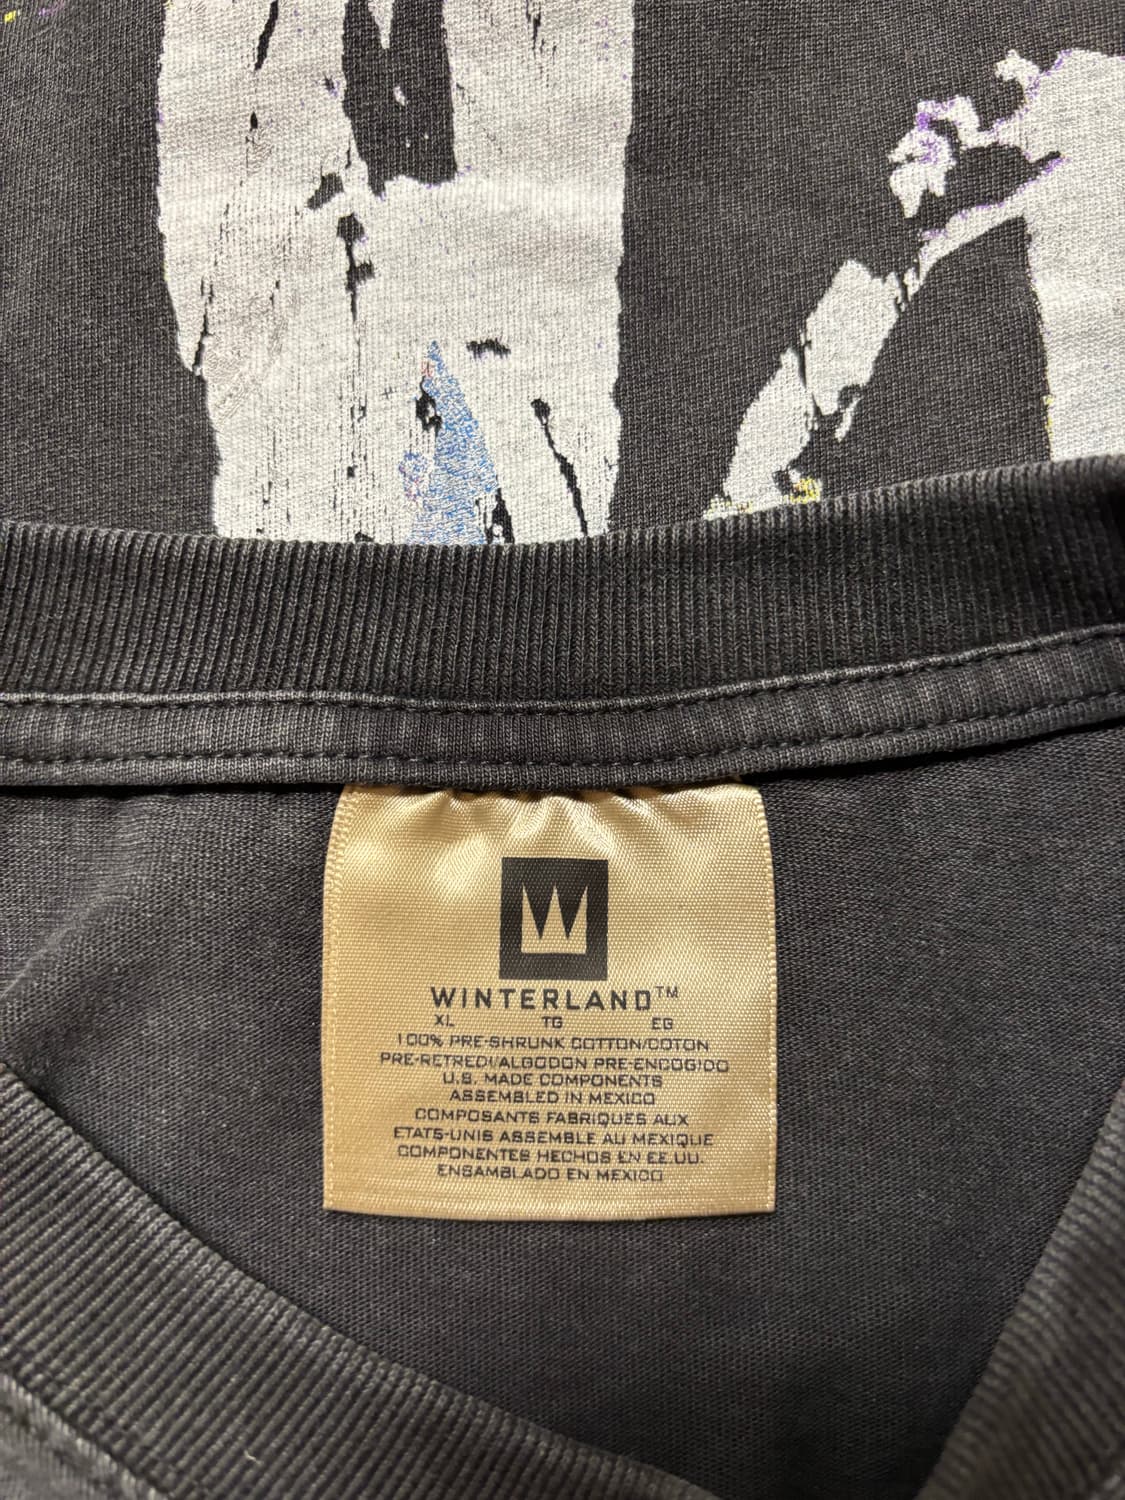 WINTERLAND™
XL TG EG
100% PRE-SHRUNK COTTON/COTON
PRE-RETREDI/ALGODON PRE-ENCOGIDO
U.S. MADE COMPONENTS
ASSEMBLED IN MEXICO
COMPOSANTS FABRIQUES AUX
ETATS-UNIS ASSEMBLE AU MEXIQUE
COMPONENTES HECHOS EN EE.UU.
ENSAMBLADO EN MEXICO